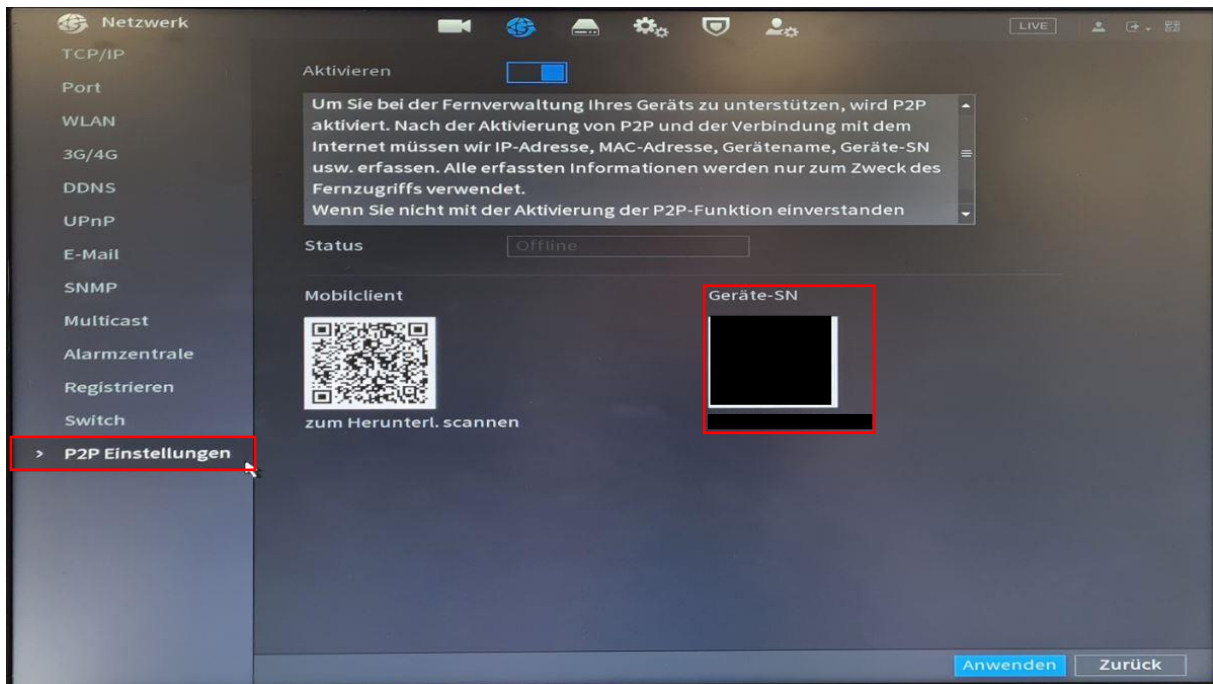 Netzwerk
LIVE
TCP/IP
Port
WLAN
3G/4G
DDNS
UPnP
E-Mail
SNMP
Multicast
Alarmzentrale
Registrieren
Switch
> P2P Einstellungen
Aktivieren
Um Sie bei der Fernverwaltung Ihres Geräts zu unterstützen, wird P2P
aktiviert. Nach der Aktivierung von P2P und der Verbindung mit dem
Internet müssen wir IP-Adresse, MAC-Adresse, Gerätename, Geräte-SN
usw. erfassen. Alle erfassten Informationen werden nur zum Zweck des
Fernzugriffs verwendet.
Wenn Sie nicht mit der Aktivierung der P2P-Funktion einverstanden
Status
Offline
Mobilclient
zum Herunterl. scannen
Geräte-SN
Anwenden
Zurück